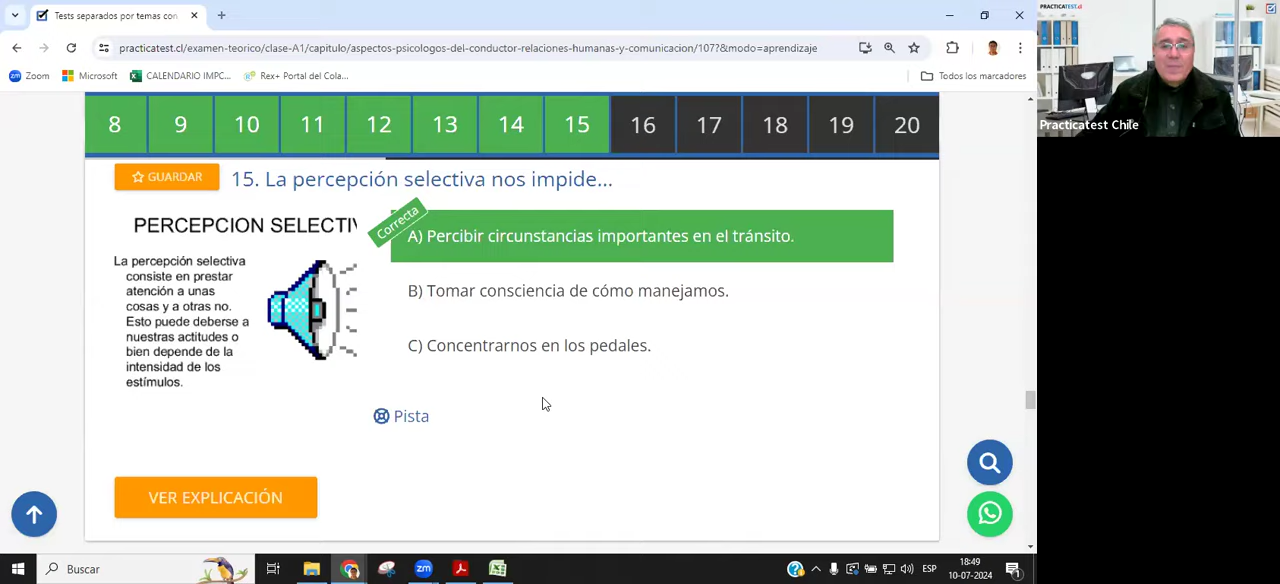 Tests separados por temas con
practicatest.cl/examen-teorico/clase-A1/capitulo/aspectos-psicologos-del-conductor-relaciones-humanas-y-comunicacion/107?&modo=aprendizaje
Zoom
Microsoft
CALENDARIO IMPC...
Rex+ Portal del Cola...
Todos los marcadores
PRACTICATEST.cl
Practicatest Chile
8 9 10 11 12 13 14 15 16 17 18 19 20
GUARDAR
15. La percepción selectiva nos impide...
PERCEPCION SELECTIV
La percepción selectiva
consiste en prestar
atención a unas
cosas y a otras no.
Esto puede deberse a
nuestras actitudes o
bien depende de la
intensidad de los
estímulos.
Correcta
A) Percibir circunstancias importantes en el tránsito.
B) Tomar consciencia de cómo manejamos.
C) Concentrarnos en los pedales.
Pista
VER EXPLICACIÓN
Buscar
ESP
18:49
10-07-2024
1